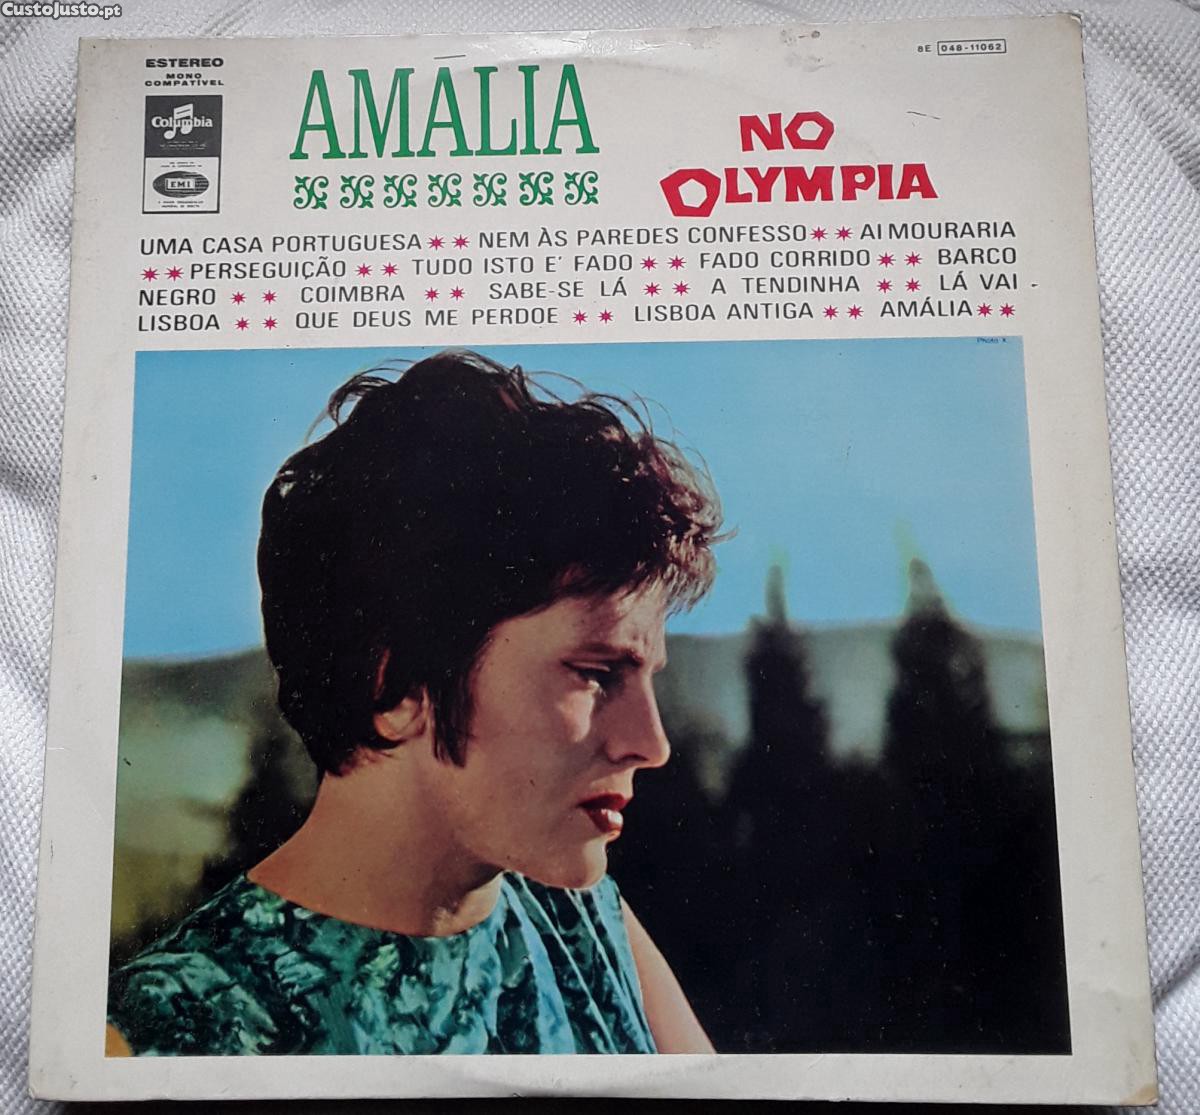 CustoJusto.pt
ESTEREO
MONO
COMPATÍVEL
Columbia
EMI
8E 048-11062
AMÁLIA
NO
OLYMPIA
UMA CASA PORTUGUESA ✷ ✷ NEM ÀS PAREDES CONFESSO ✷ ✷ AI MOURARIA
✷ ✷ PERSEGUIÇÃO ✷ ✷ TUDO ISTO E' FADO ✷ ✷ FADO CORRIDO ✷ ✷ BARCO
NEGRO ✷ ✷ COIMBRA ✷ ✷ SABE-SE LÁ ✷ ✷ A TENDINHA ✷ ✷ LÁ VAI
LISBOA ✷ ✷ QUE DEUS ME PERDOE ✷ ✷ LISBOA ANTIGA ✷ ✷ AMÁLIA ✷ ✷
Photo X.